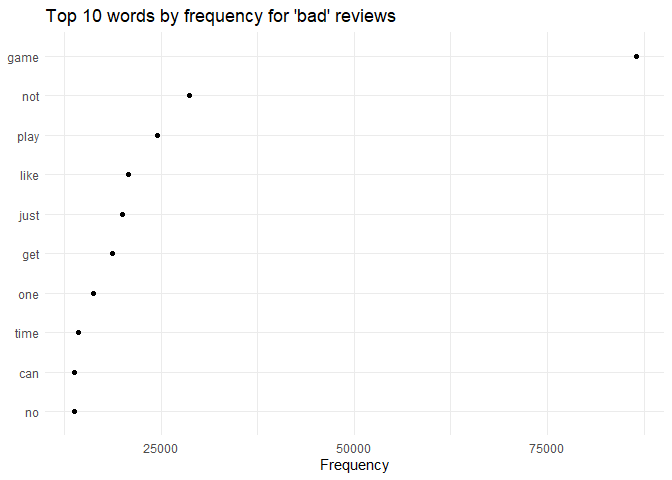 Top 10 words by frequency for 'bad' reviews
game
not
play
like
just
get
one
time
can
no
25000 50000 75000
Frequency